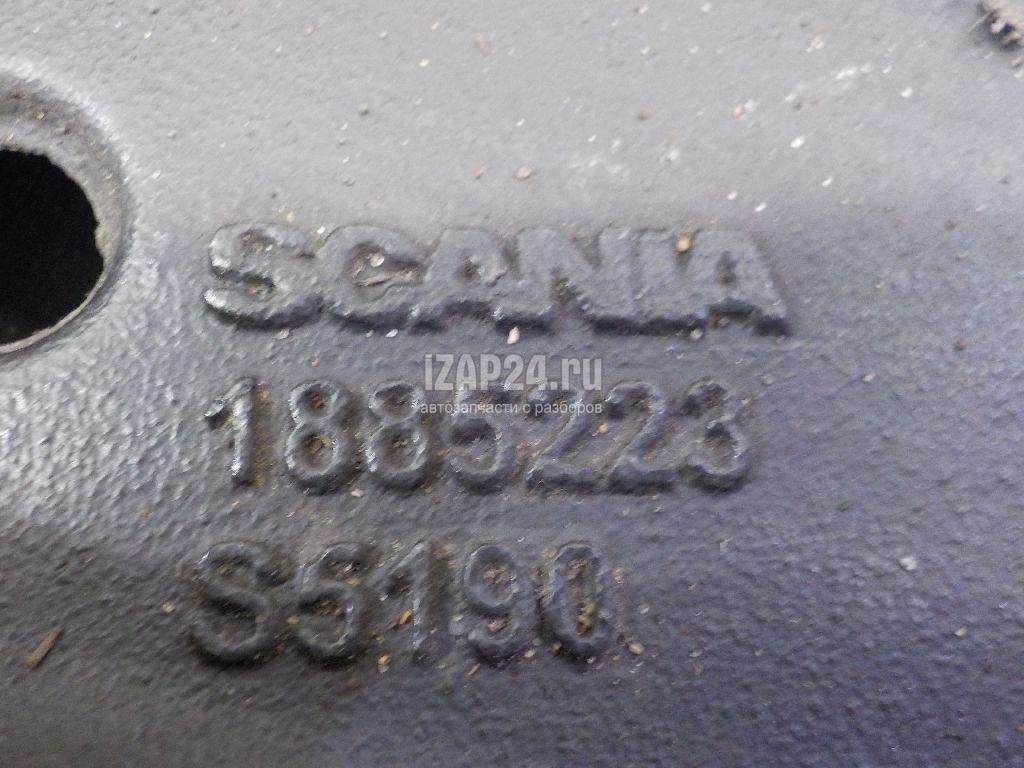 SCANIA
iZAP24.ru
автозапчасти с разборов
1885223
S5190